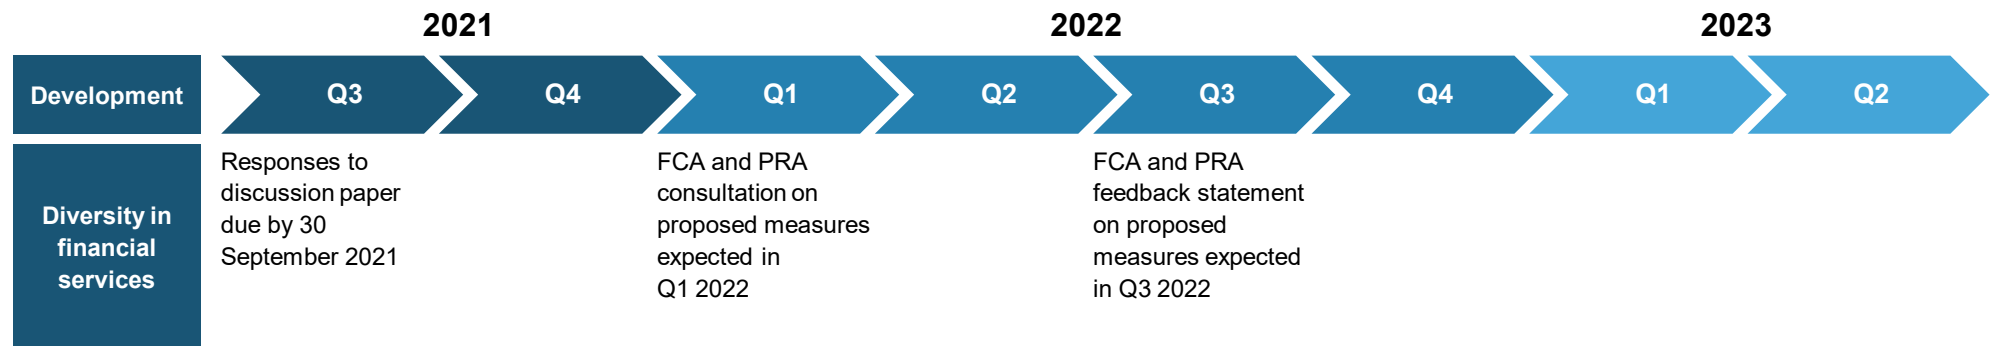 2021
2022
2023
Development
Q3
Q4
Q1
Q2
Q3
Q4
Q1
Q2
Diversity in
financial
services
Responses to
discussion paper
due by 30
September 2021
FCA and PRA
consultation on
proposed measures
expected in
Q1 2022
FCA and PRA
feedback statement
on proposed
measures expected
in Q3 2022